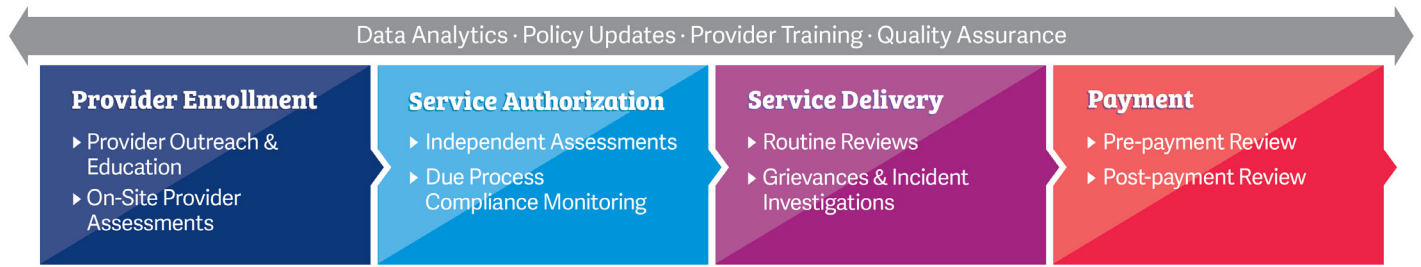 Data Analytics · Policy Updates · Provider Training · Quality Assurance
Provider Enrollment
▸ Provider Outreach &
Education
▸ On-Site Provider
Assessments
Service Authorization
▸ Independent Assessments
▸ Due Process
Compliance Monitoring
Service Delivery
▸ Routine Reviews
▸ Grievances & Incident
Investigations
Payment
▸ Pre-payment Review
▸ Post-payment Review